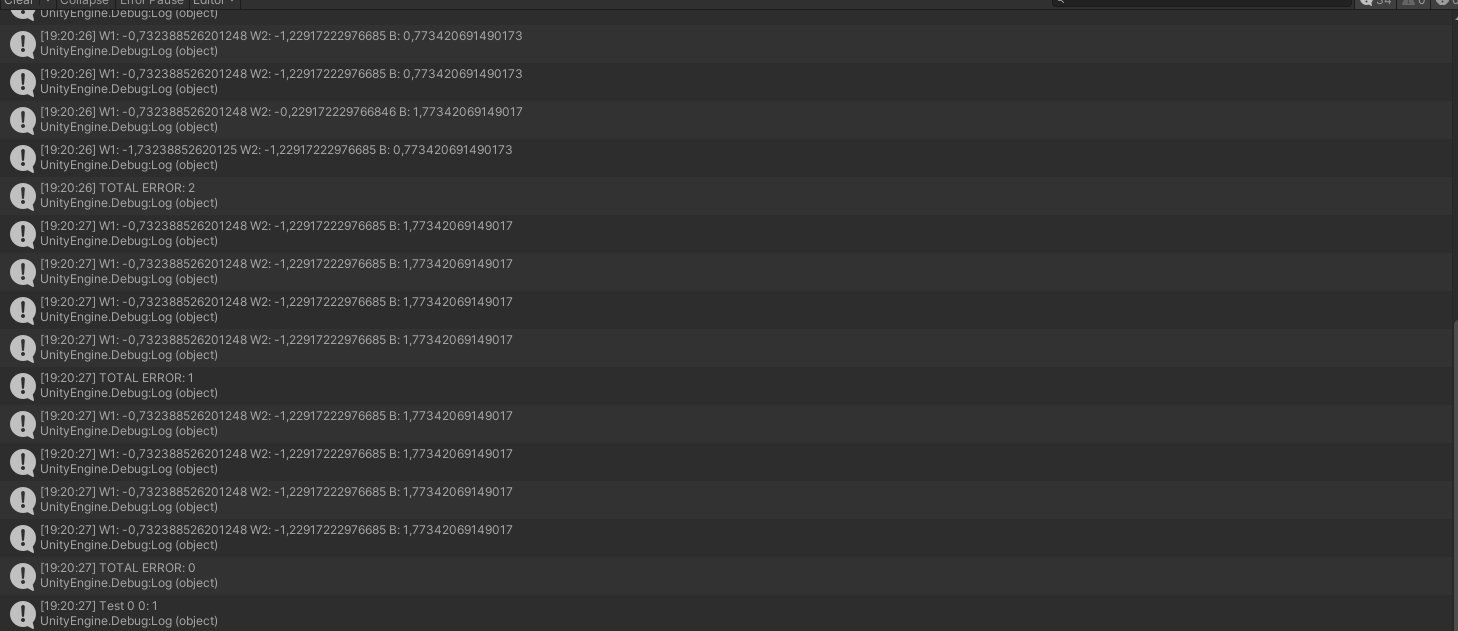 Clear Collapse Error Pause Editor 34 0
UnityEngine.Debug:Log (object)
[19:20:26] W1: -0,732388526201248 W2: -1,22917222976685 B: 0,773420691490173
UnityEngine.Debug:Log (object)
[19:20:26] W1: -0,732388526201248 W2: -1,22917222976685 B: 0,773420691490173
UnityEngine.Debug:Log (object)
[19:20:26] W1: -0,732388526201248 W2: -0,229172229766846 B: 1,77342069149017
UnityEngine.Debug:Log (object)
[19:20:26] W1: -1,73238852620125 W2: -1,22917222976685 B: 0,773420691490173
UnityEngine.Debug:Log (object)
[19:20:26] TOTAL ERROR: 2
UnityEngine.Debug:Log (object)
[19:20:27] W1: -0,732388526201248 W2: -1,22917222976685 B: 1,77342069149017
UnityEngine.Debug:Log (object)
[19:20:27] W1: -0,732388526201248 W2: -1,22917222976685 B: 1,77342069149017
UnityEngine.Debug:Log (object)
[19:20:27] W1: -0,732388526201248 W2: -1,22917222976685 B: 1,77342069149017
UnityEngine.Debug:Log (object)
[19:20:27] W1: -0,732388526201248 W2: -1,22917222976685 B: 1,77342069149017
UnityEngine.Debug:Log (object)
[19:20:27] TOTAL ERROR: 1
UnityEngine.Debug:Log (object)
[19:20:27] W1: -0,732388526201248 W2: -1,22917222976685 B: 1,77342069149017
UnityEngine.Debug:Log (object)
[19:20:27] W1: -0,732388526201248 W2: -1,22917222976685 B: 1,77342069149017
UnityEngine.Debug:Log (object)
[19:20:27] W1: -0,732388526201248 W2: -1,22917222976685 B: 1,77342069149017
UnityEngine.Debug:Log (object)
[19:20:27] W1: -0,732388526201248 W2: -1,22917222976685 B: 1,77342069149017
UnityEngine.Debug:Log (object)
[19:20:27] TOTAL ERROR: 0
UnityEngine.Debug:Log (object)
[19:20:27] Test 0 0: 1
UnityEngine.Debug:Log (object)